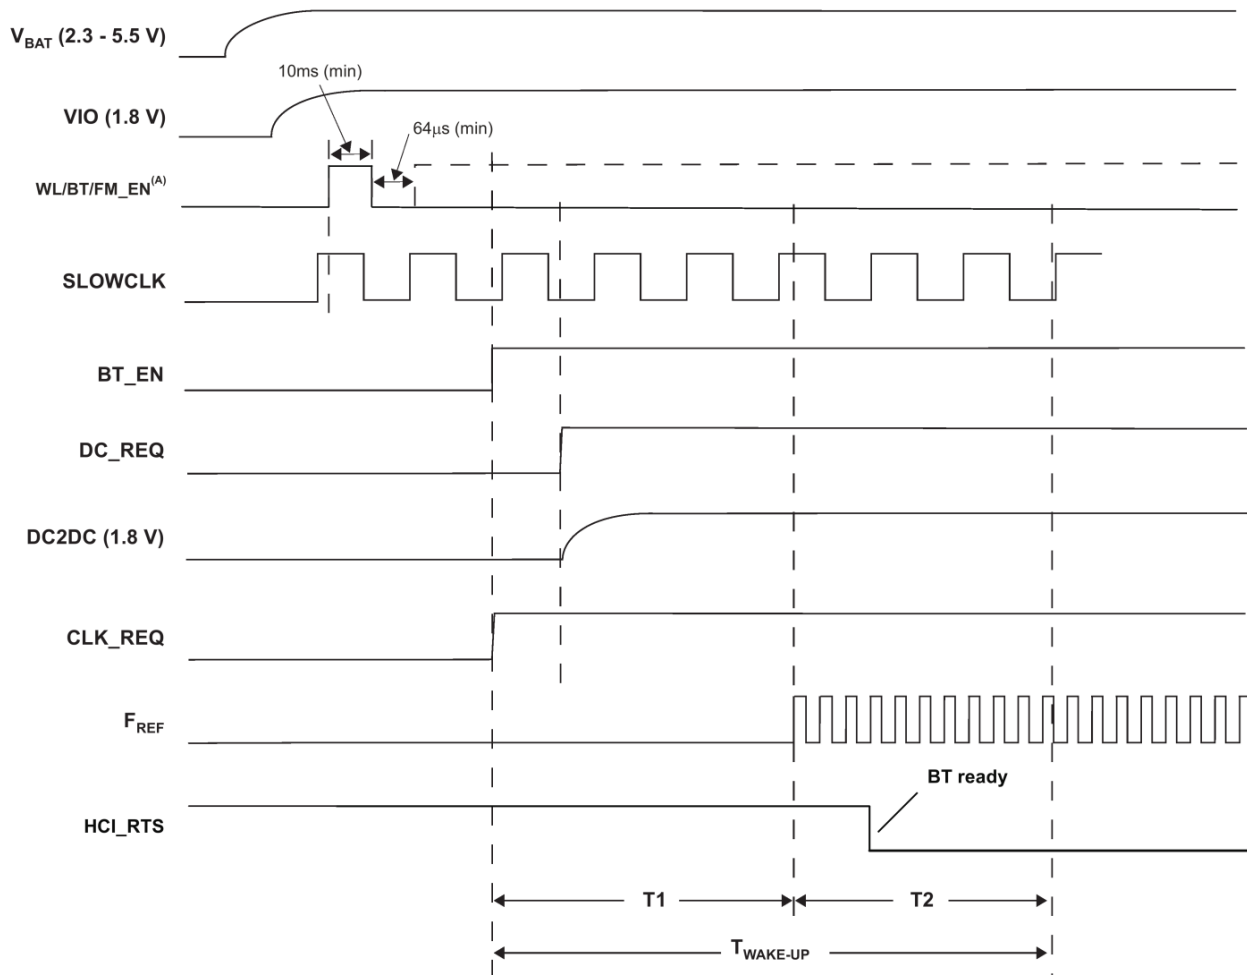 V_BAT (2.3 - 5.5 V)
10ms (min)
VIO (1.8 V)
64μs (min)
WL/BT/FM_EN(A)
SLOWCLK
BT_EN
DC_REQ
DC2DC (1.8 V)
CLK_REQ
F_REF
BT ready
HCI_RTS
T1
T2
T_WAKE-UP